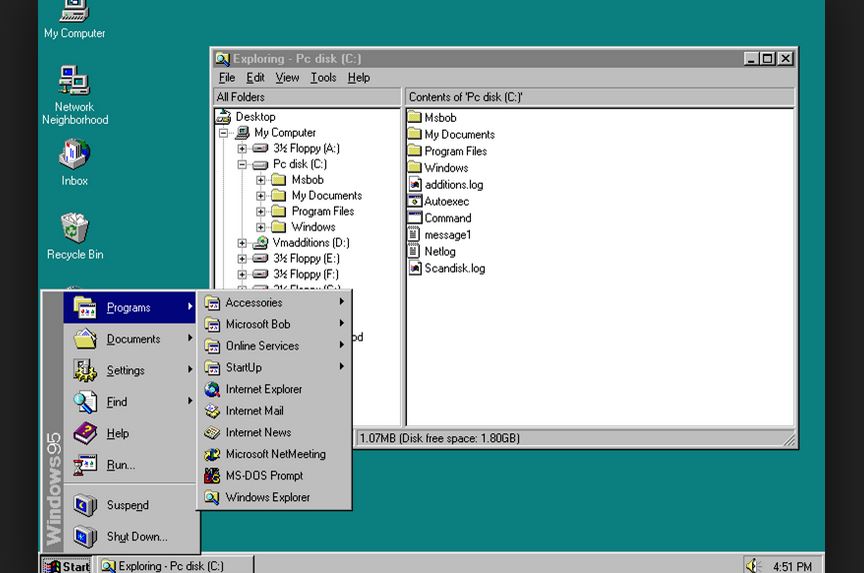 My Computer
Network
Neighborhood
Inbox
Recycle Bin
Exploring - Pc disk (C:)
File Edit View Tools Help
All Folders
Contents of 'Pc disk (C:)'
Desktop
My Computer
3½ Floppy (A:)
Pc disk (C:)
Msbob
My Documents
Program Files
Windows
Vmadditions (D:)
3½ Floppy (E:)
3½ Floppy (F:)
Msbob
My Documents
Program Files
Windows
additions.log
Autoexec
Command
message1
Netlog
Scandisk.log
1.07MB (Disk free space: 1.80GB)
Windows95
Programs
Documents
Settings
Find
Help
Run...
Suspend
Shut Down...
Accessories
Microsoft Bob
Online Services
StartUp
Internet Explorer
Internet Mail
Internet News
Microsoft NetMeeting
MS-DOS Prompt
Windows Explorer
Start
Exploring - Pc disk (C:)
4:51 PM